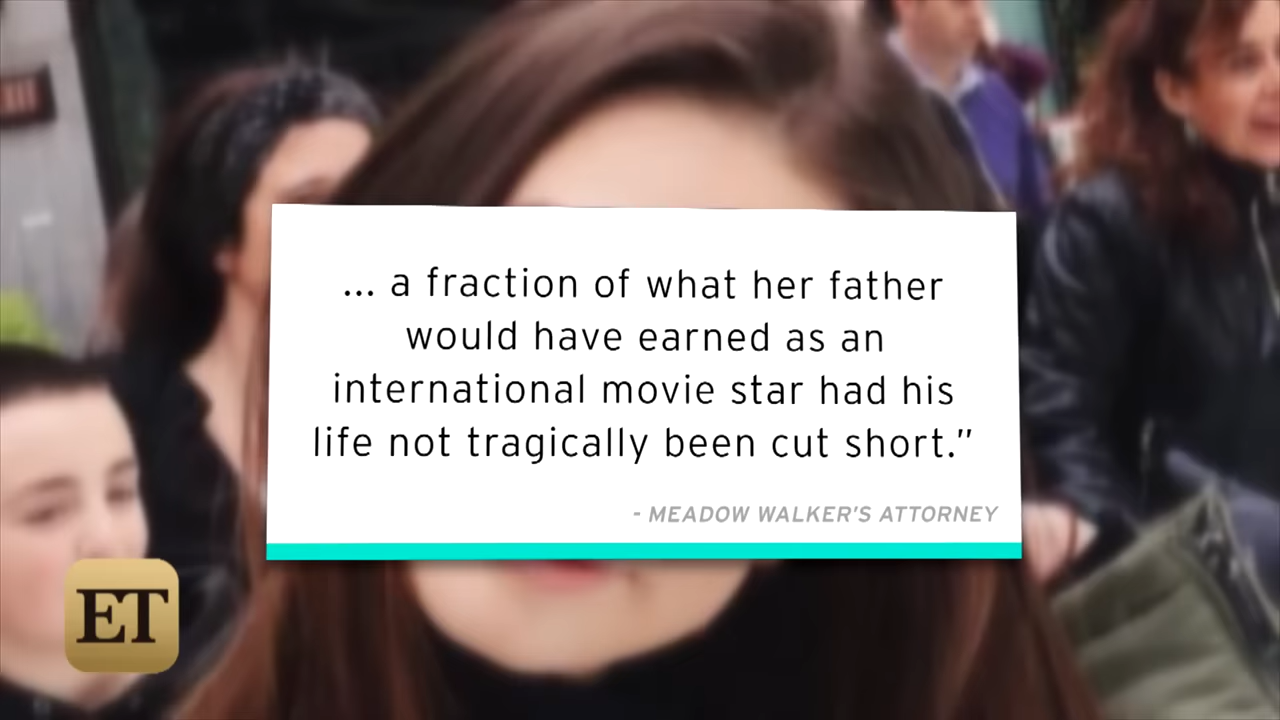 ... a fraction of what her father
would have earned as an
international movie star had his
life not tragically been cut short.”
- MEADOW WALKER'S ATTORNEY
ET